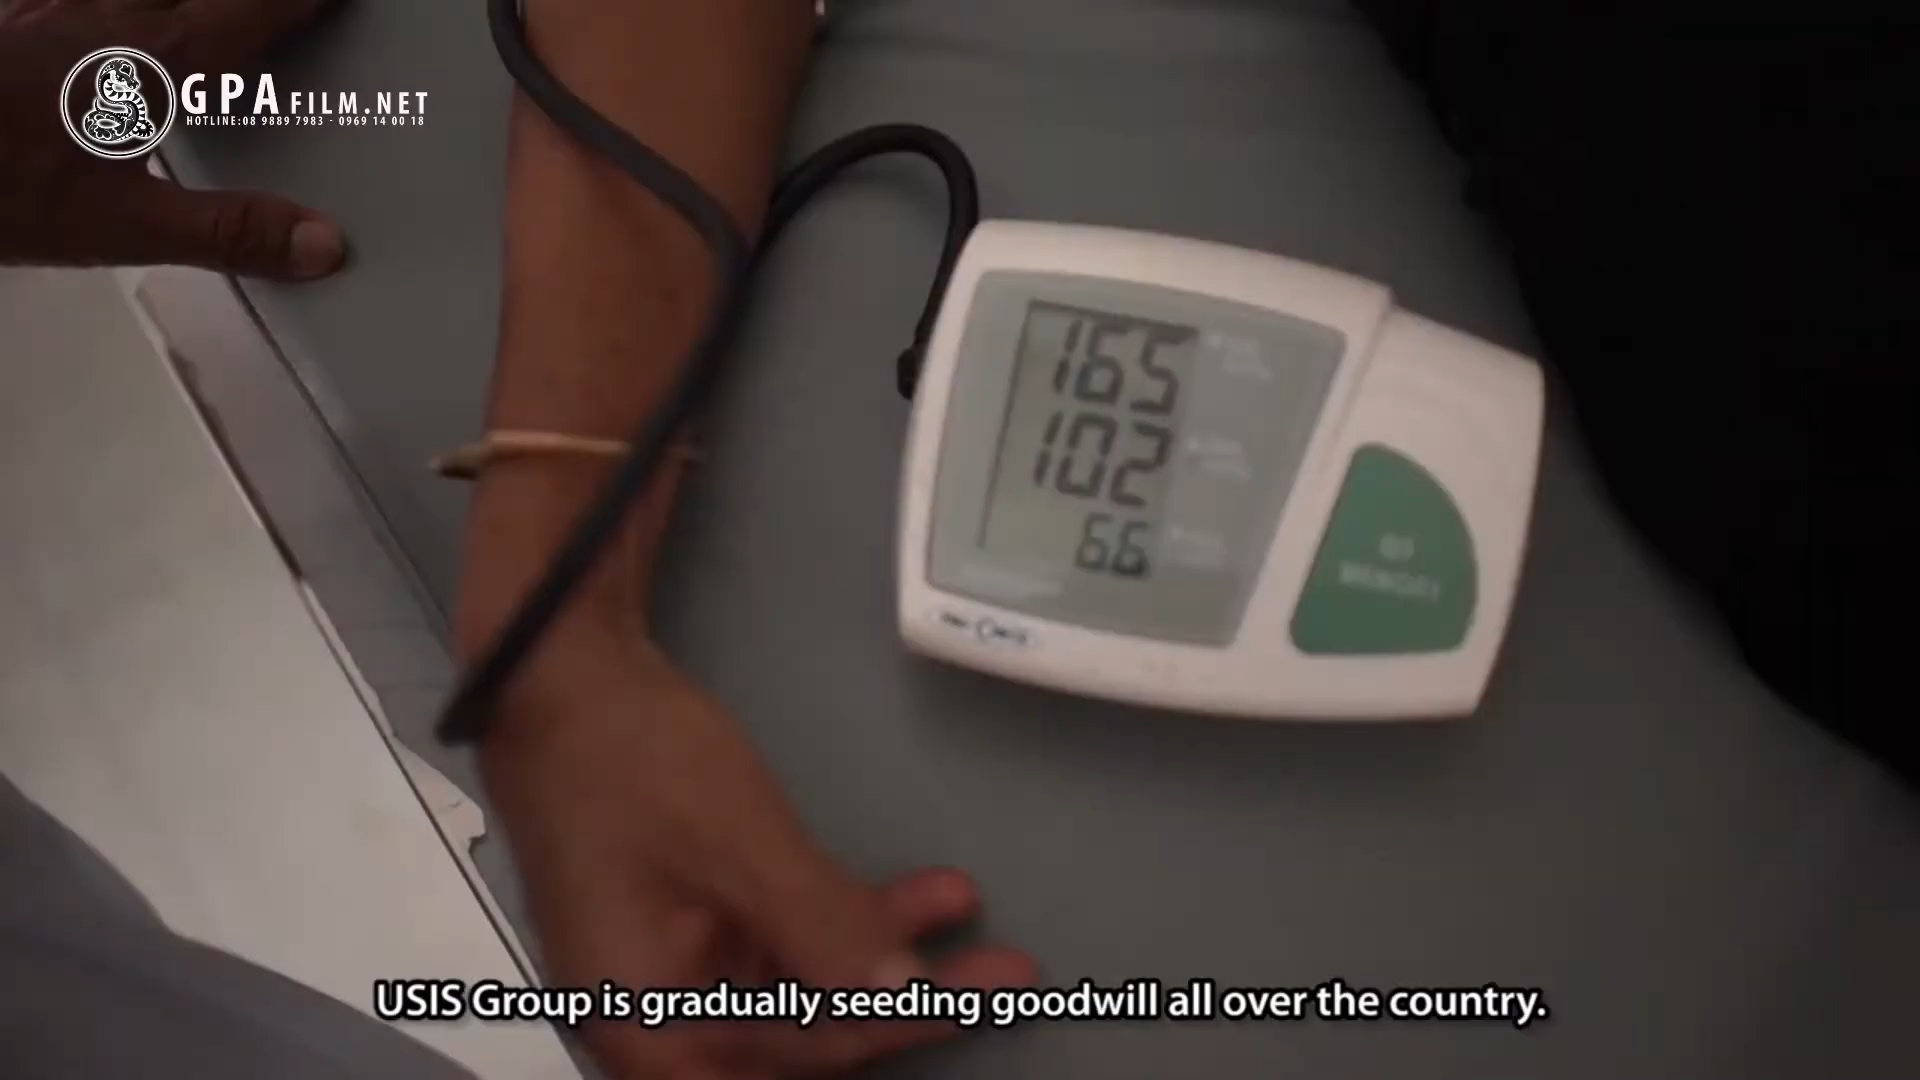 GPA FILM.NET
HOTLINE:08 9889 7983 - 0969 14 00 18
165
102
66
MEMORY
USIS Group is gradually seeding goodwill all over the country.